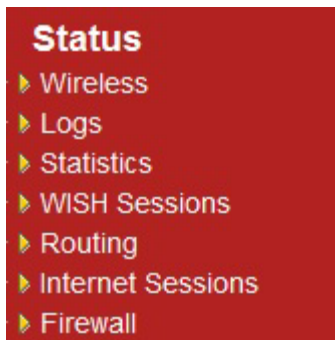 Status
Wireless
Logs
Statistics
WISH Sessions
Routing
Internet Sessions
Firewall